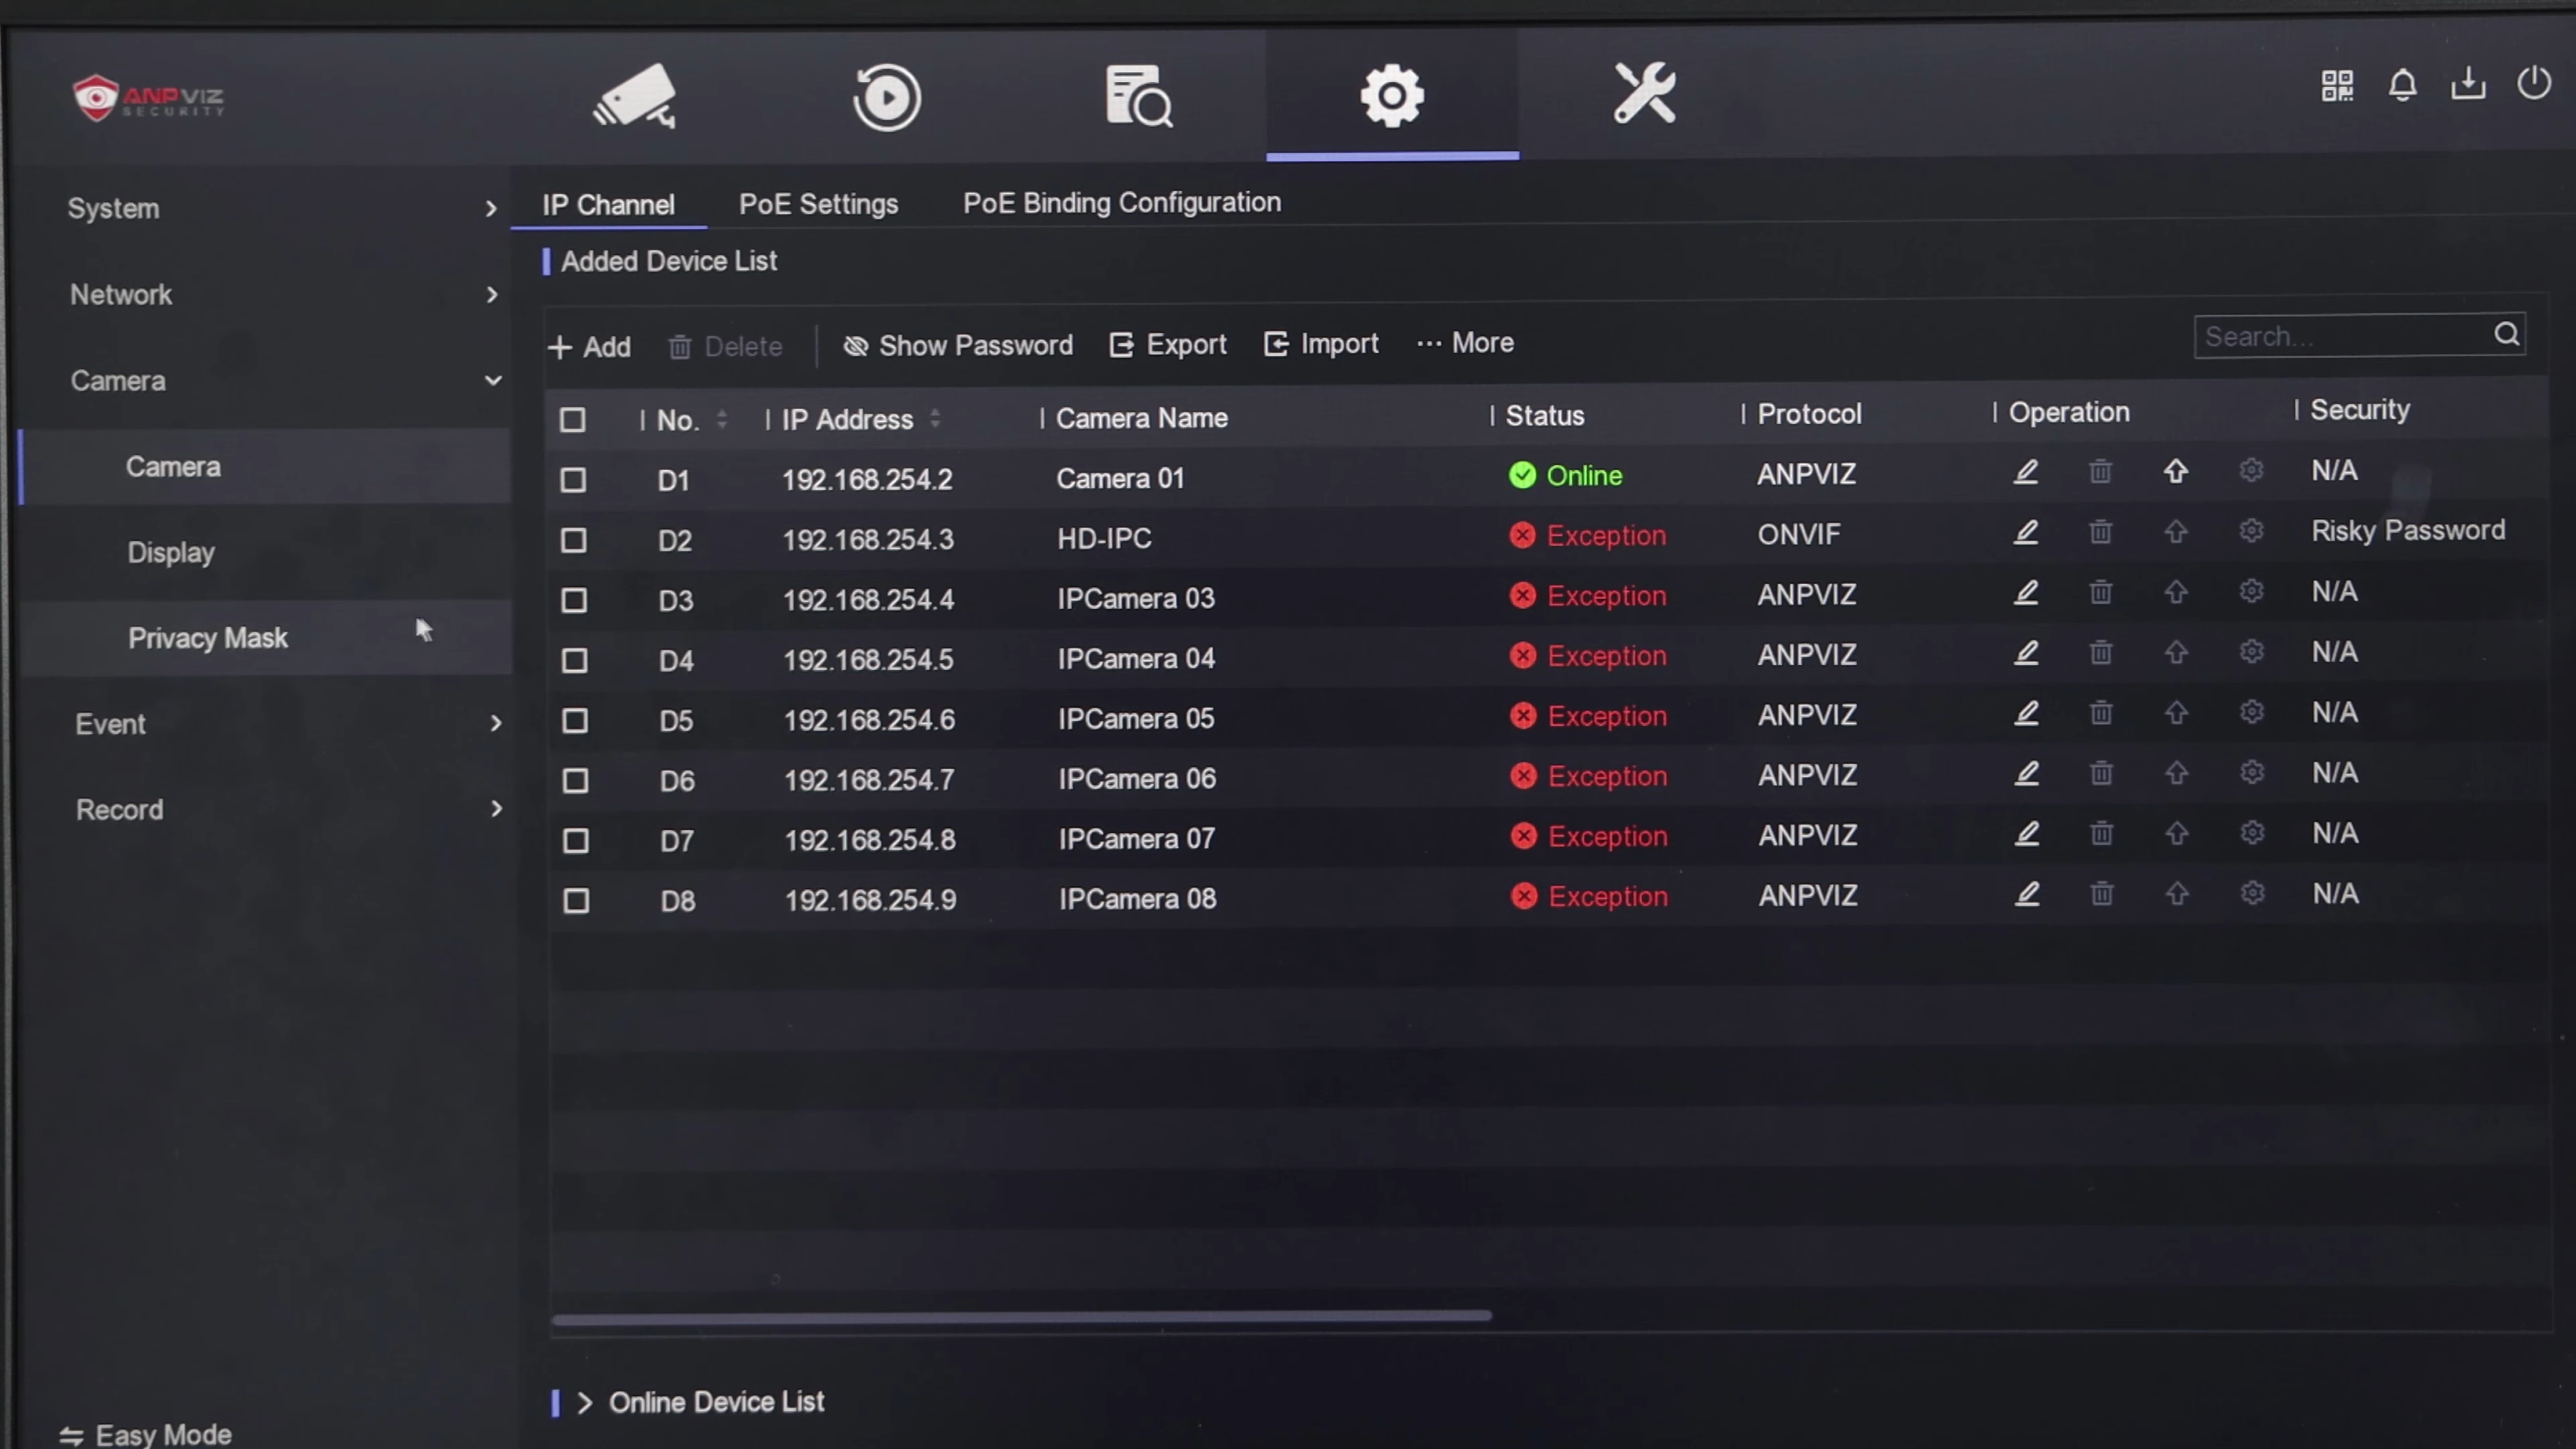 ANPVIZ
SECURITY
System
Network
Camera
Camera
Display
Privacy Mask
Event
Record
Easy Mode
IP Channel PoE Settings PoE Binding Configuration
Added Device List
Add Delete Show Password Export Import ... More Search...
No. IP Address Camera Name Status Protocol Operation Security
D1 192.168.254.2 Camera 01 Online ANPVIZ N/A
D2 192.168.254.3 HD-IPC Exception ONVIF Risky Password
D3 192.168.254.4 IPCamera 03 Exception ANPVIZ N/A
D4 192.168.254.5 IPCamera 04 Exception ANPVIZ N/A
D5 192.168.254.6 IPCamera 05 Exception ANPVIZ N/A
D6 192.168.254.7 IPCamera 06 Exception ANPVIZ N/A
D7 192.168.254.8 IPCamera 07 Exception ANPVIZ N/A
D8 192.168.254.9 IPCamera 08 Exception ANPVIZ N/A
Online Device List